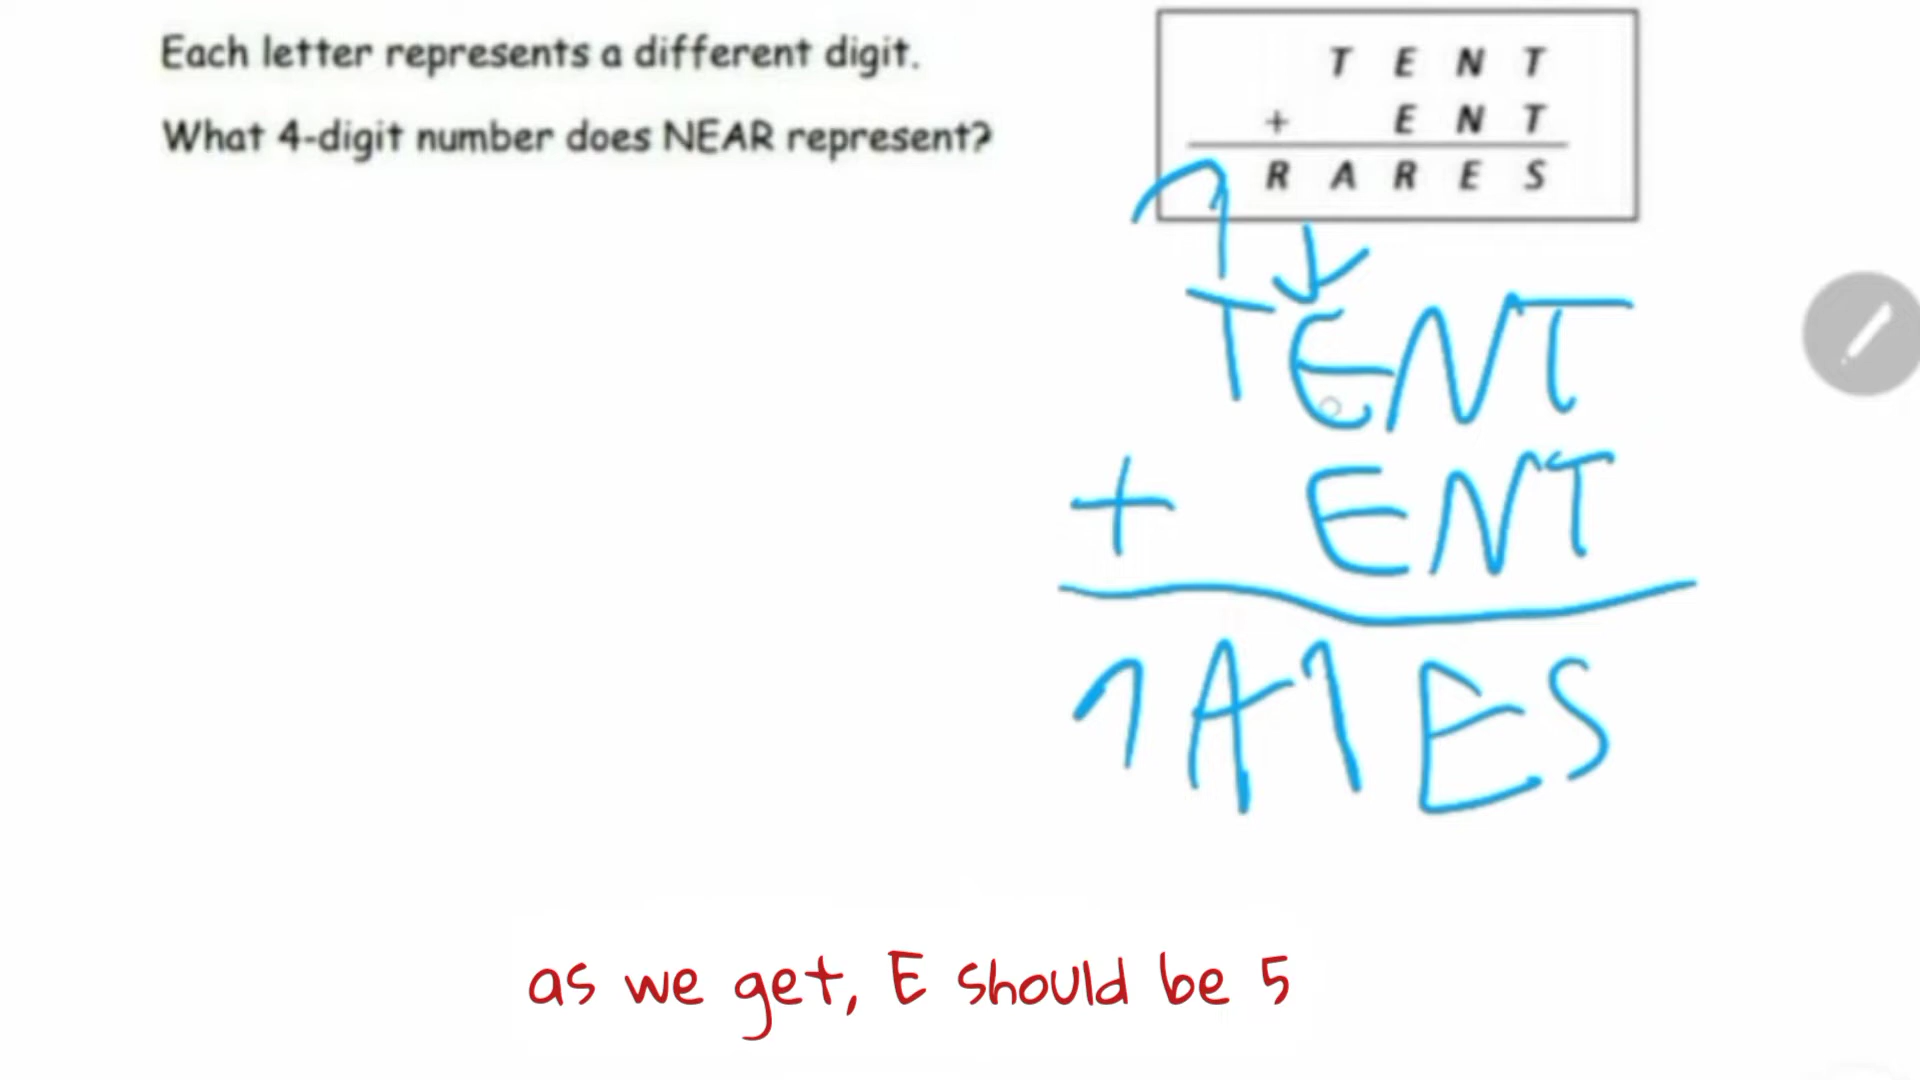 Each letter represents a different digit.
What 4-digit number does NEAR represent?
T E N T
+ E N T
R A R E S
1
TENT
+ ENT
1A1ES
as we get, E should be 5